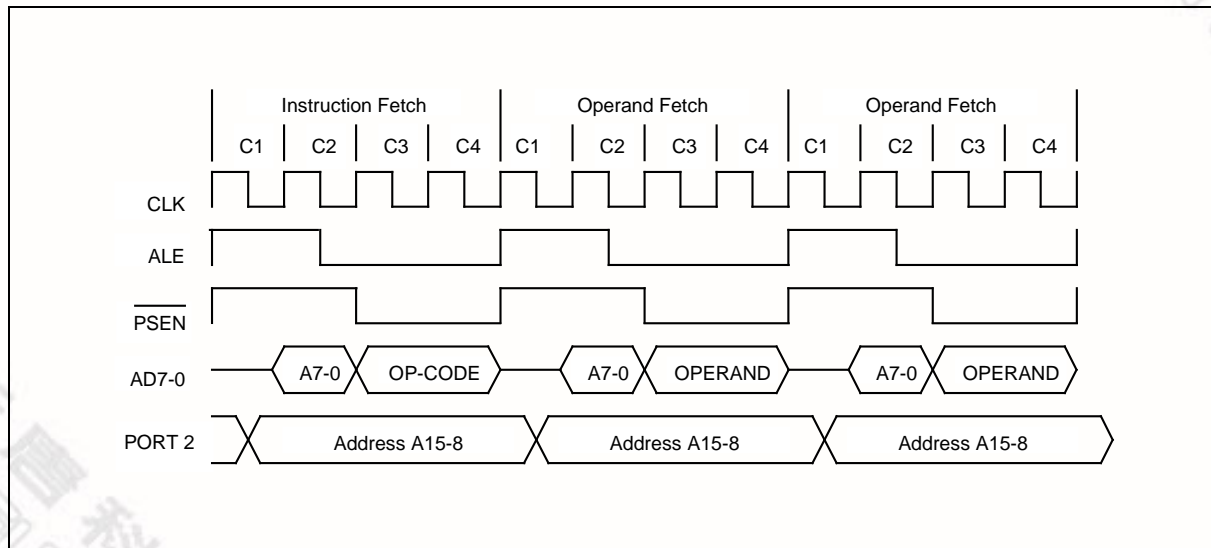 Instruction Fetch Operand Fetch Operand Fetch
C1 C2 C3 C4 C1 C2 C3 C4 C1 C2 C3 C4
CLK
ALE
PSEN
AD7-0 A7-0 OP-CODE A7-0 OPERAND A7-0 OPERAND
PORT 2 Address A15-8 Address A15-8 Address A15-8